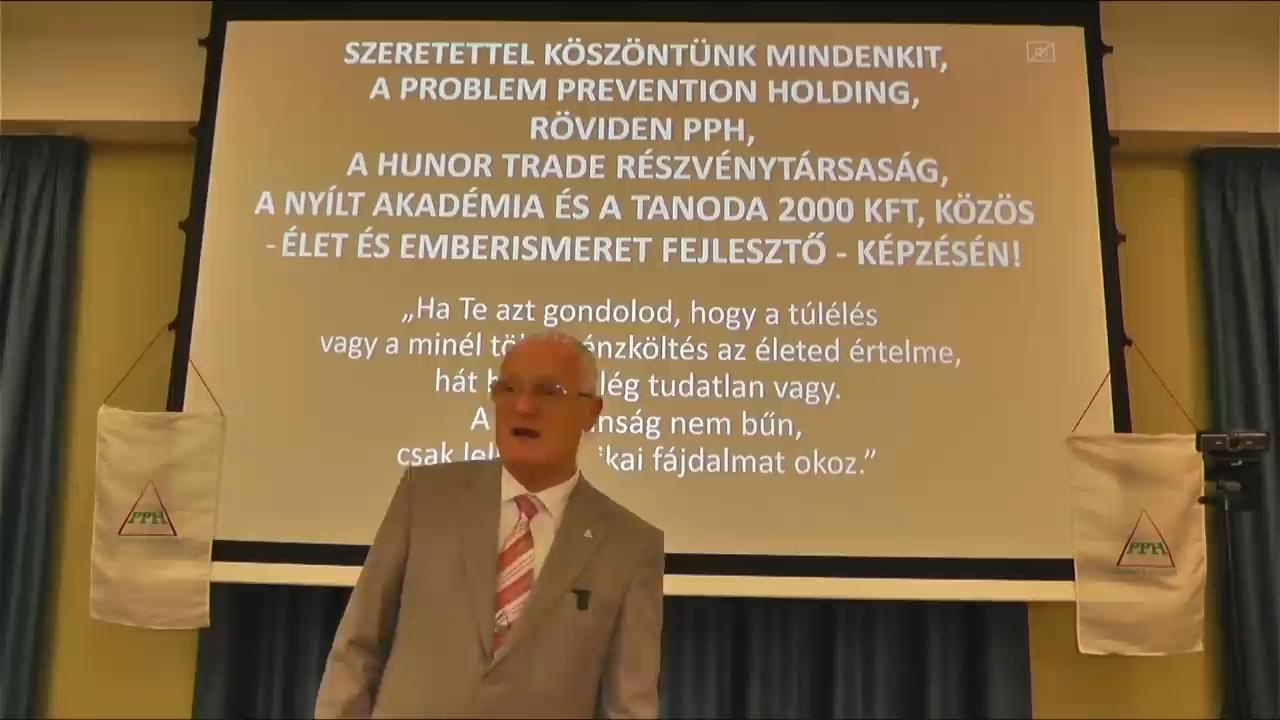 SZERETETTEL KÖSZÖNTÜNK MINDENKIT,
A PROBLEM PREVENTION HOLDING,
RÖVIDEN PPH,
A HUNOR TRADE RÉSZVÉNYTÁRSASÁG,
A NYÍLT AKADÉMIA ÉS A TANODA 2000 KFT, KÖZÖS
- ÉLET ÉS EMBERISMERET FEJLESZTŐ - KÉPZÉSÉN!
„Ha Te azt gondolod, hogy a túlélés
vagy a minél az életed értelme,
hát tudatlan vagy.
A nem bűn,
csak fájdalmat okoz.”
PPH
PPH